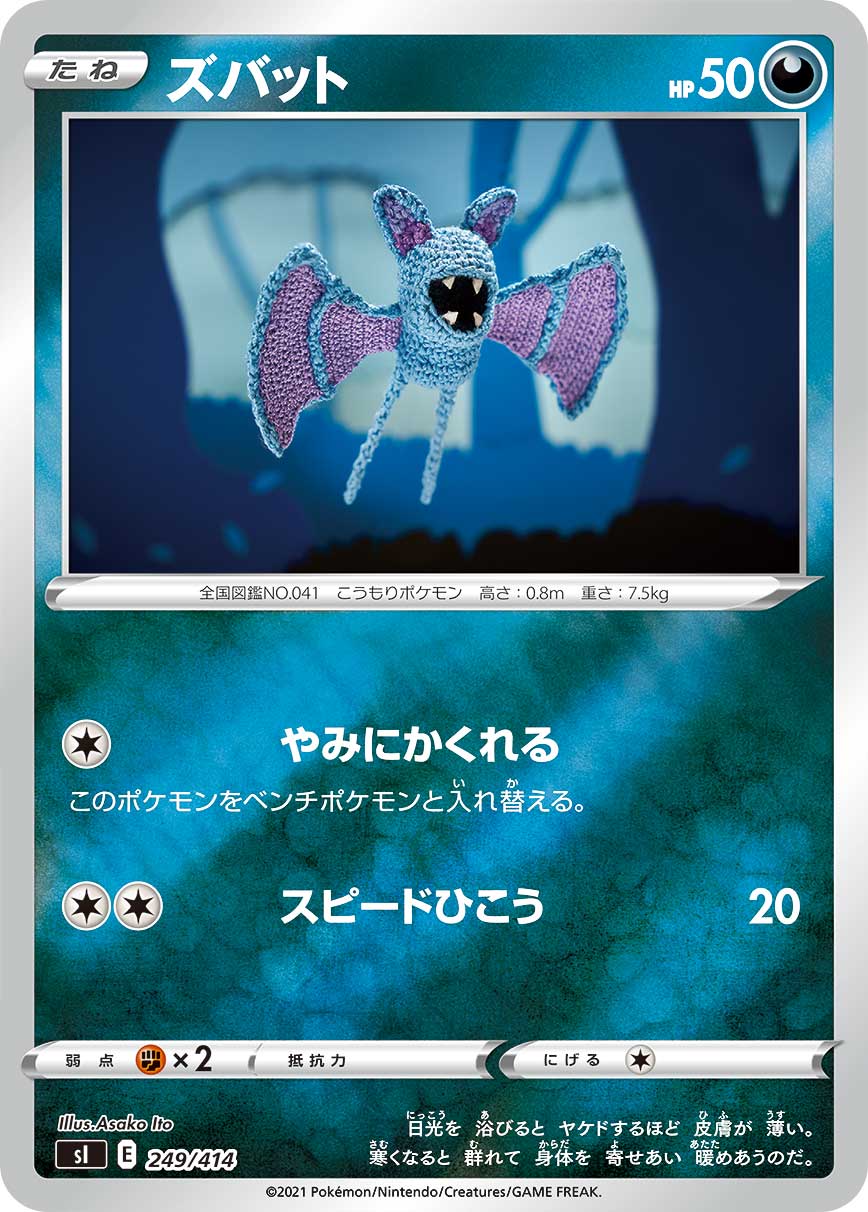 たね ズバット HP50
全国図鑑NO.041 こうもりポケモン 高さ:0.8m 重さ:7.5kg
やみにかくれる
このポケモンをベンチポケモンと入れ替える。
スピードひこう 20
弱点 ×2 抵抗力 にげる
Illus.Asako Ito
日光を 浴びると ヤケドするほど 皮膚が 薄い。
寒くなると 群れて 身体を 寄せあい 暖めあうのだ。
sI E 249/414
©2021 Pokémon/Nintendo/Creatures/GAME FREAK.